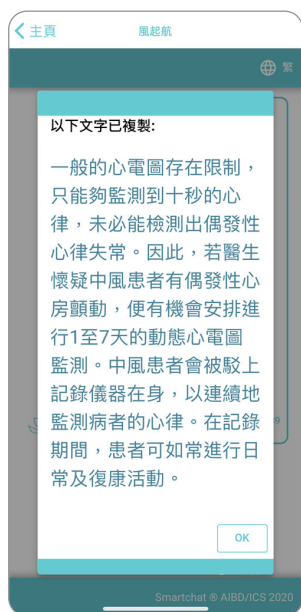 主頁
風起航
繁
以下文字已複製:
一般的心電圖存在限制，
只能夠監測到十秒的心
律，未必能檢測出偶發性
心律失常。因此，若醫生
懷疑中風患者有偶發性心
房顫動，便有機會安排進
行1至7天的動態心電圖
監測。中風患者會被駁上
記錄儀器在身，以連續地
監測病者的心律。在記錄
期間，患者可如常進行日
常及復康活動。
OK
Smartchat ® AIBD/ICS 2020